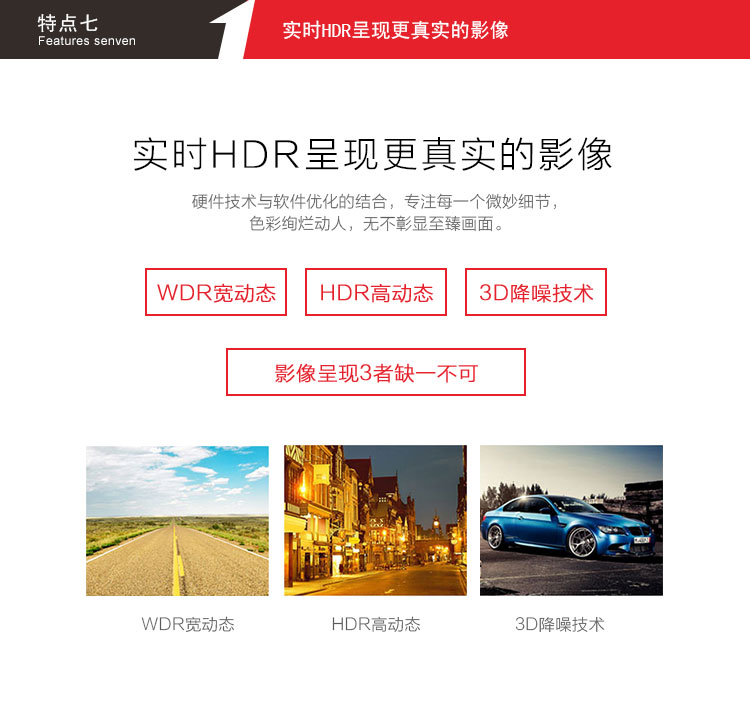 特点七
Features senven
实时HDR呈现更真实的影像
实时HDR呈现更真实的影像
硬件技术与软件优化的结合，专注每一个微妙细节，
色彩绚烂动人，无不彰显至臻画面。
WDR宽动态
HDR高动态
3D降噪技术
影像呈现3者缺一不可
WDR宽动态
HDR高动态
3D降噪技术